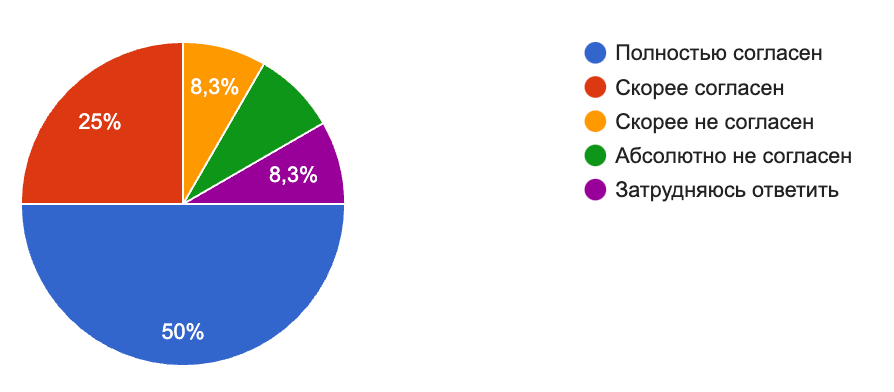 8,3%
25%
8,3%
50%
Полностью согласен
Скорее согласен
Скорее не согласен
Абсолютно не согласен
Затрудняюсь ответить